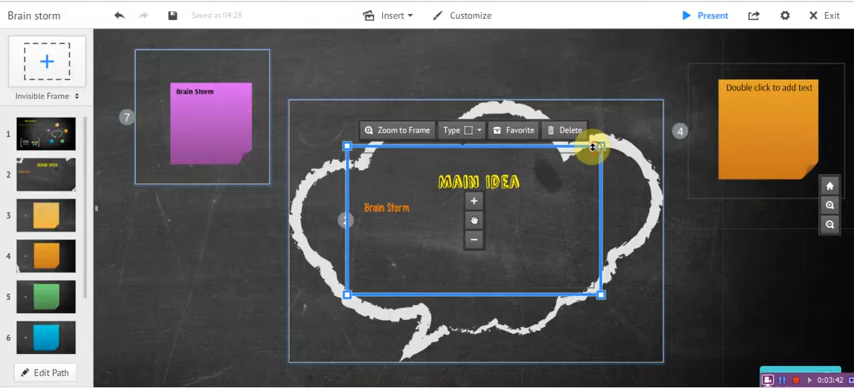 Brain storm
Saved at 04:28
Insert
Customize
Present
Exit
Invisible Frame
1
2
3
4
5
6
Edit Path
7
Brain Storm
Zoom to Frame
Type
Favorite
Delete
MAIN IDEA
Brain Storm
2
4
Double click to add text
0:03:42